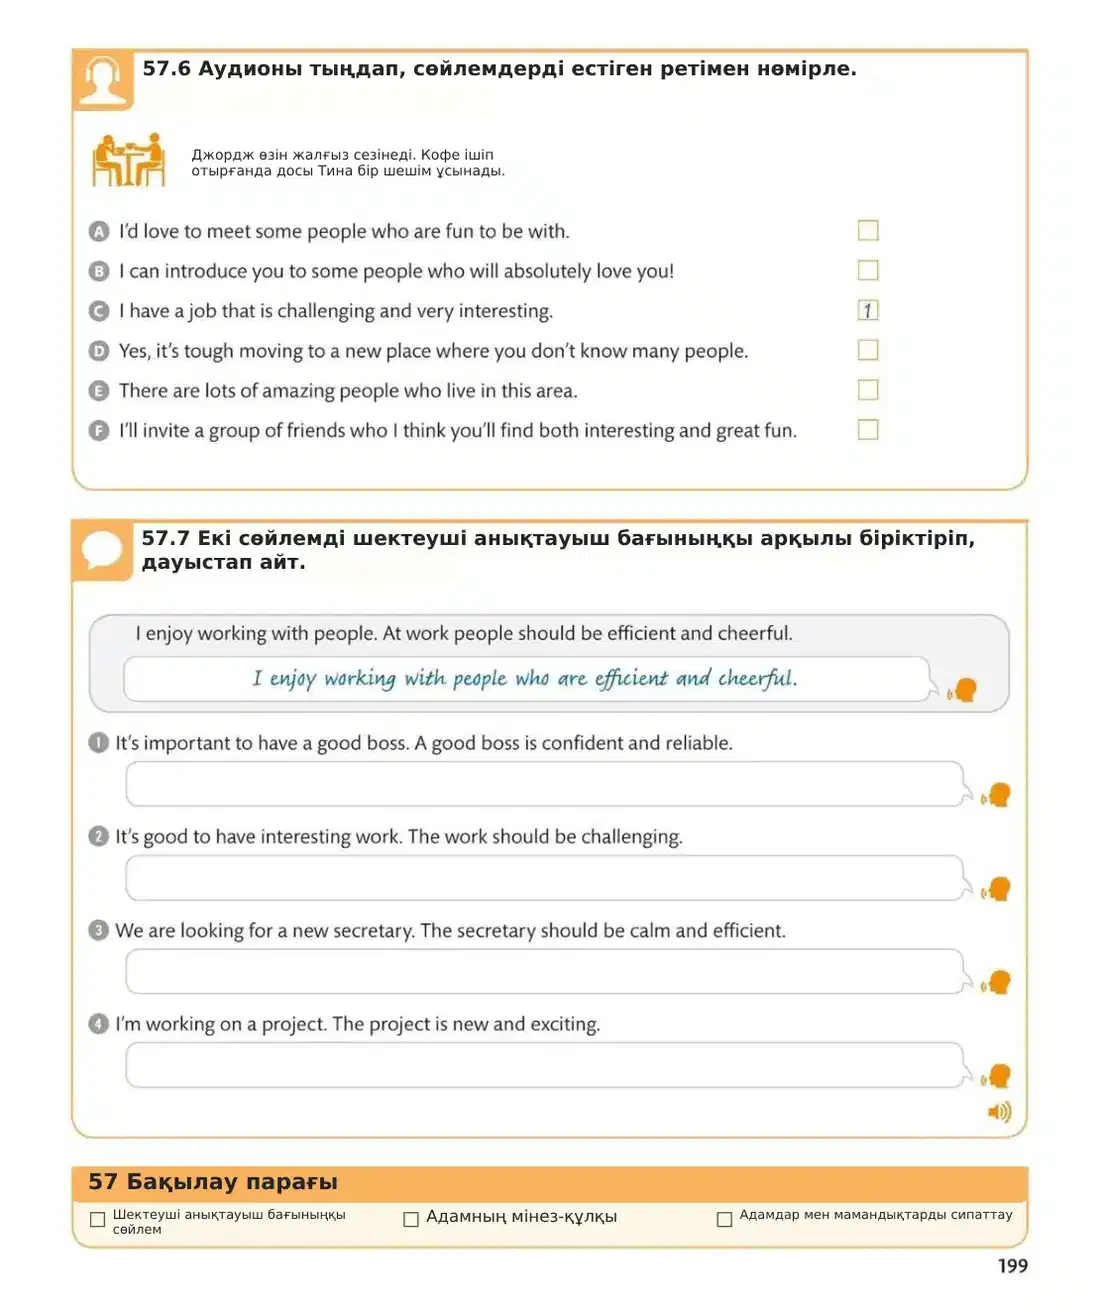 57.6 Аудионы тыңдап, сөйлемдерді естіген ретімен нөмірле.
Джордж өзін жалғыз сезінеді. Кофе ішіп
отырғанда досы Тина бір шешім ұсынады.
A I'd love to meet some people who are fun to be with.
B I can introduce you to some people who will absolutely love you!
C I have a job that is challenging and very interesting. 1
D Yes, it's tough moving to a new place where you don't know many people.
E There are lots of amazing people who live in this area.
F I'll invite a group of friends who I think you'll find both interesting and great fun.
57.7 Екі сөйлемді шектеуші анықтауыш бағыныңқы арқылы біріктіріп,
дауыстап айт.
I enjoy working with people. At work people should be efficient and cheerful.
I enjoy working with people who are efficient and cheerful.
1 It's important to have a good boss. A good boss is confident and reliable.
2 It's good to have interesting work. The work should be challenging.
3 We are looking for a new secretary. The secretary should be calm and efficient.
4 I'm working on a project. The project is new and exciting.
57 Бақылау парағы
Шектеуші анықтауыш бағыныңқы
сөйлем
Адамның мінез-құлқы
Адамдар мен мамандықтарды сипаттау
199